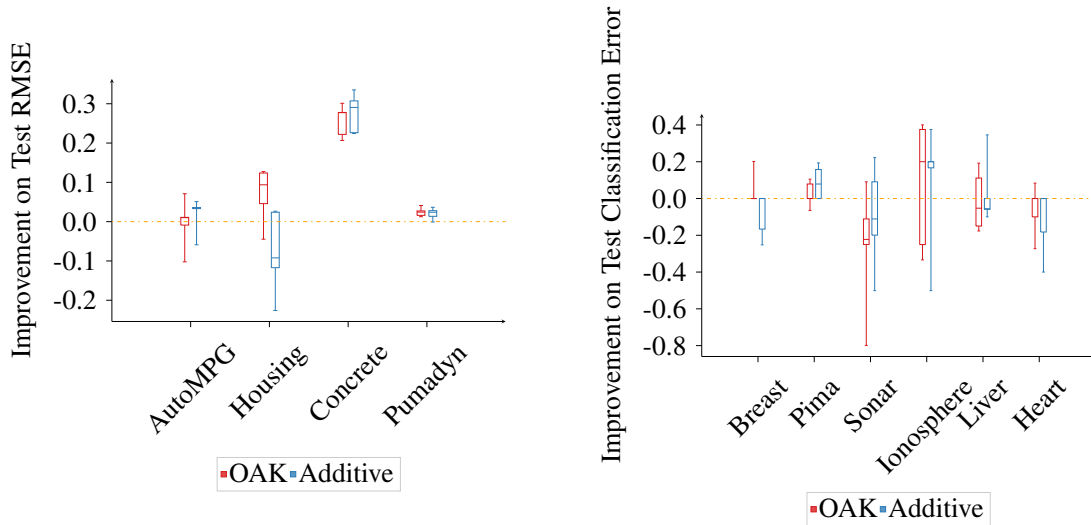 Improvement on Test RMSE
0.3
0.2
0.1
0.0
-0.1
-0.2
AutoMPG
Housing
Concrete
Pumadyn
OAK Additive
Improvement on Test Classification Error
0.4
0.2
0.0
-0.2
-0.4
-0.6
-0.8
Breast
Pima
Sonar
Ionosphere
Liver
Heart
OAK Additive